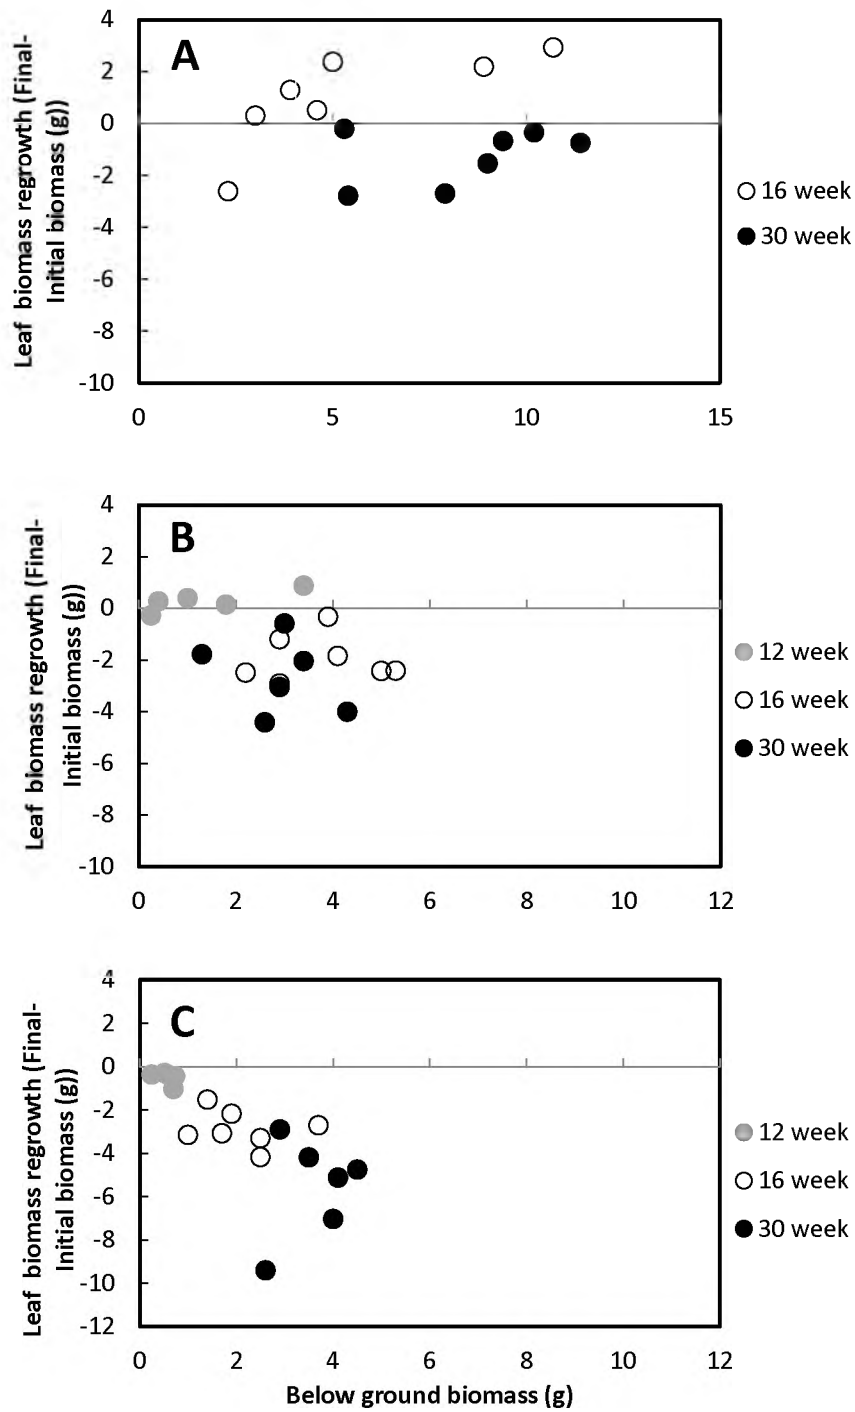 A
Leaf biomass regrowth (Final-
Initial biomass (g))
4
2
0
-2
-4
-6
-8
-10
0 5 10 15
16 week
30 week
B
Leaf biomass regrowth (Final-
Initial biomass (g))
4
2
0
-2
-4
-6
-8
-10
0 2 4 6 8 10 12
12 week
16 week
30 week
C
Leaf biomass regrowth (Final-
Initial biomass (g))
4
2
0
-2
-4
-6
-8
-10
-12
0 2 4 6 8 10 12
Below ground biomass (g)
12 week
16 week
30 week